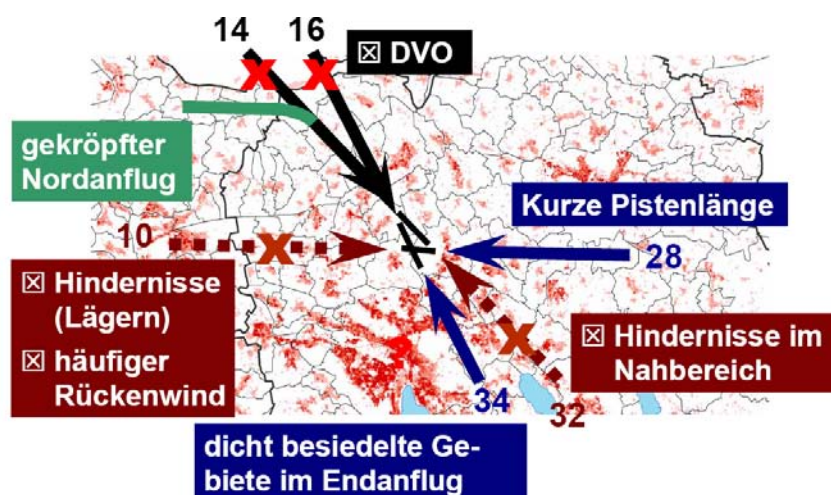 14
16
☒ DVO
gekröpfter
Nordanflug
Kurze Pistenlänge
10
28
☒ Hindernisse
(Lägern)
☒ häufiger
Rückenwind
☒ Hindernisse im
Nahbereich
34
32
dicht besiedelte Ge-
biete im Endanflug